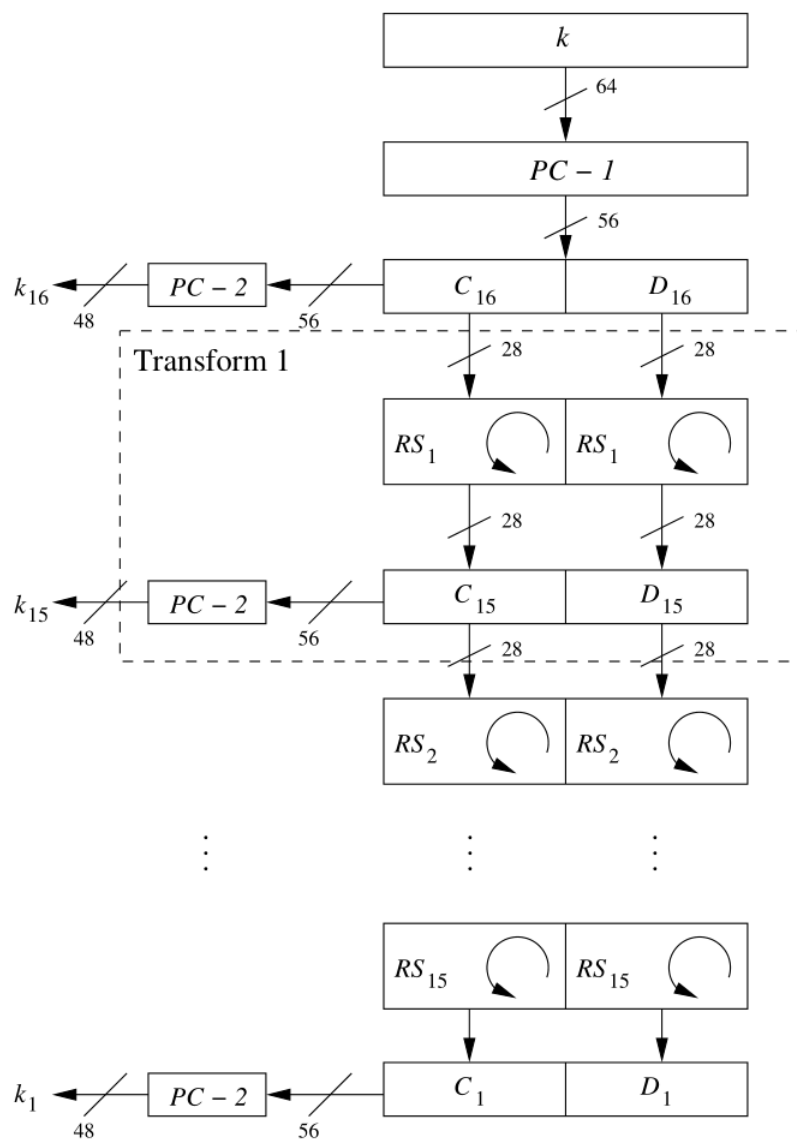 k
64
PC – 1
56
k16 48 PC – 2 56 C16 D16
Transform 1 28 28
RS1 RS1
28 28
k15 48 PC – 2 56 C15 D15
28 28
RS2 RS2
⋮ ⋮ ⋮
RS15 RS15
k1 48 PC – 2 56 C1 D1